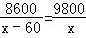 8600/(x − 60) = 9800/x